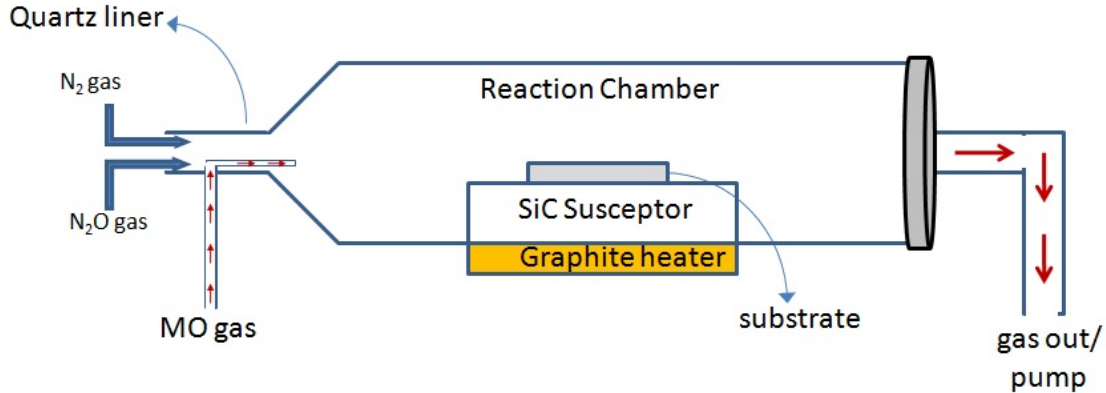 Quartz liner
N₂ gas
Reaction Chamber
N₂O gas
SiC Susceptor
Graphite heater
MO gas
substrate
gas out/
pump